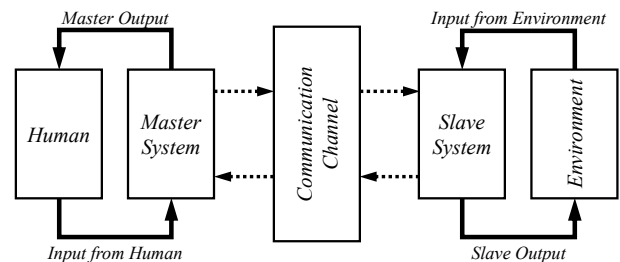 Master Output
Input from Environment
Human
Master
System
Communication
Channel
Slave
System
Environment
Input from Human
Slave Output